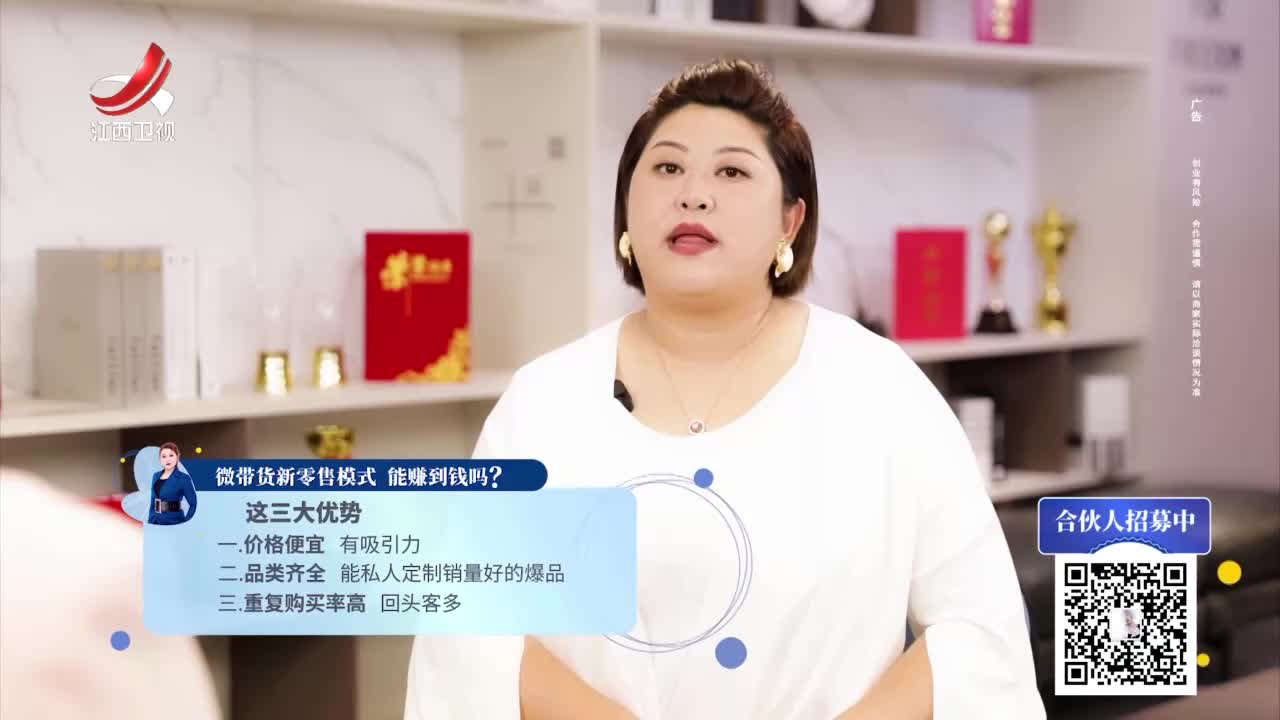 江西卫视
广告
创业有风险 合作需谨慎 请以商家实际洽谈情况为准
微带货新零售模式 能赚到钱吗?
这三大优势
一.价格便宜 有吸引力
二.品类齐全 能私人定制销量好的爆品
三.重复购买率高 回头客多
合伙人招募中